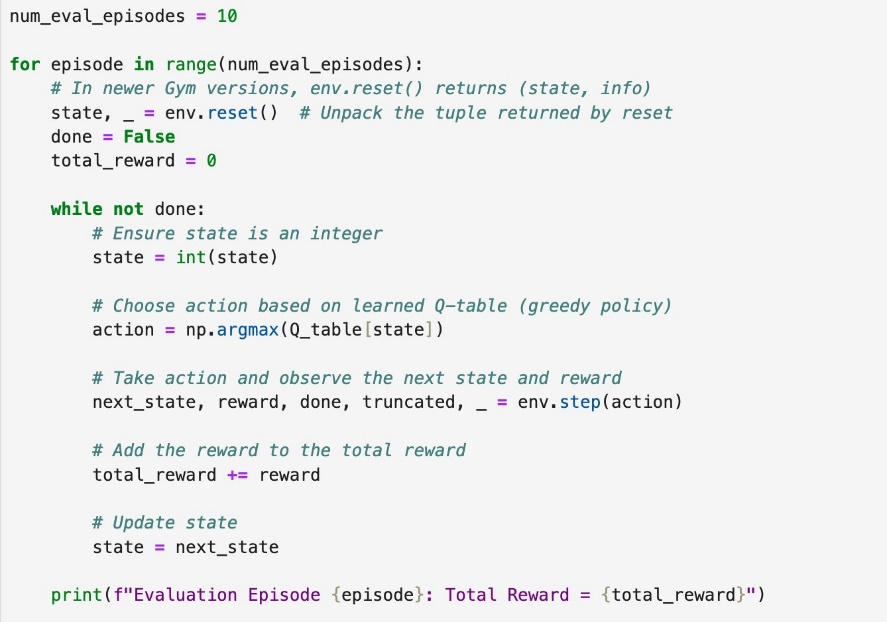 num_eval_episodes = 10
for episode in range(num_eval_episodes):
    # In newer Gym versions, env.reset() returns (state, info)
    state, _ = env.reset()  # Unpack the tuple returned by reset
    done = False
    total_reward = 0
    while not done:
        # Ensure state is an integer
        state = int(state)
        # Choose action based on learned Q-table (greedy policy)
        action = np.argmax(Q_table[state])
        # Take action and observe the next state and reward
        next_state, reward, done, truncated, _ = env.step(action)
        # Add the reward to the total reward
        total_reward += reward
        # Update state
        state = next_state
    print(f"Evaluation Episode {episode}: Total Reward = {total_reward}")